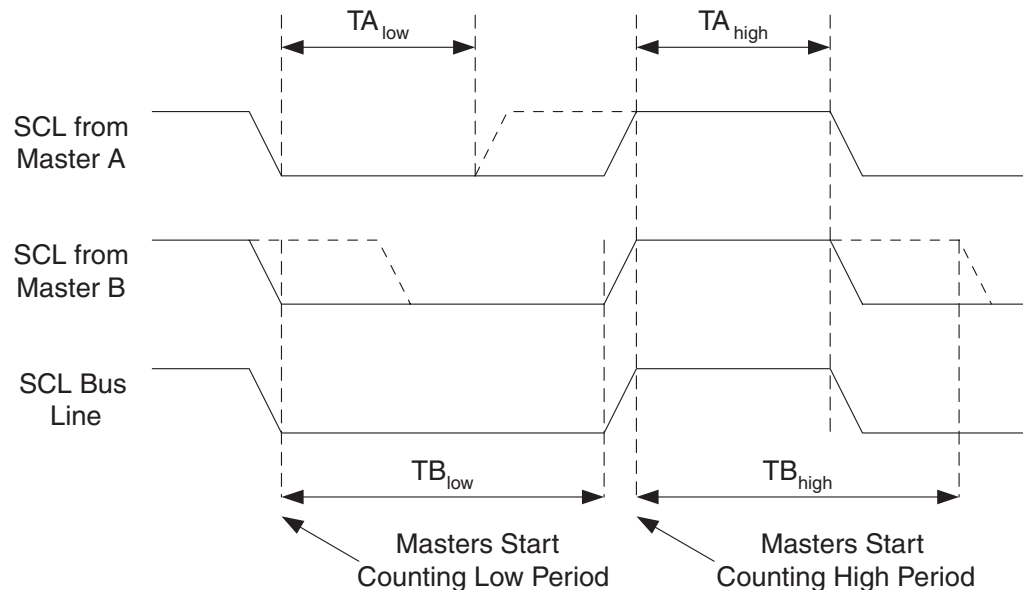 TA low
TA high
SCL from
Master A
SCL from
Master B
SCL Bus
Line
TB low
TB high
Masters Start
Counting Low Period
Masters Start
Counting High Period